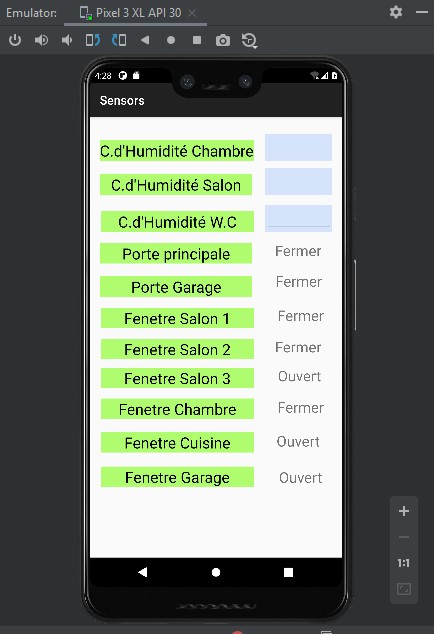 Emulator: Pixel 3 XL API 30
4:28
Sensors
C.d'Humidité Chambre
C.d'Humidité Salon
C.d'Humidité W.C
Porte principale Fermer
Porte Garage Fermer
Fenetre Salon 1 Fermer
Fenetre Salon 2 Fermer
Fenetre Salon 3 Ouvert
Fenetre Chambre Fermer
Fenetre Cuisine Ouvert
Fenetre Garage Ouvert
1:1